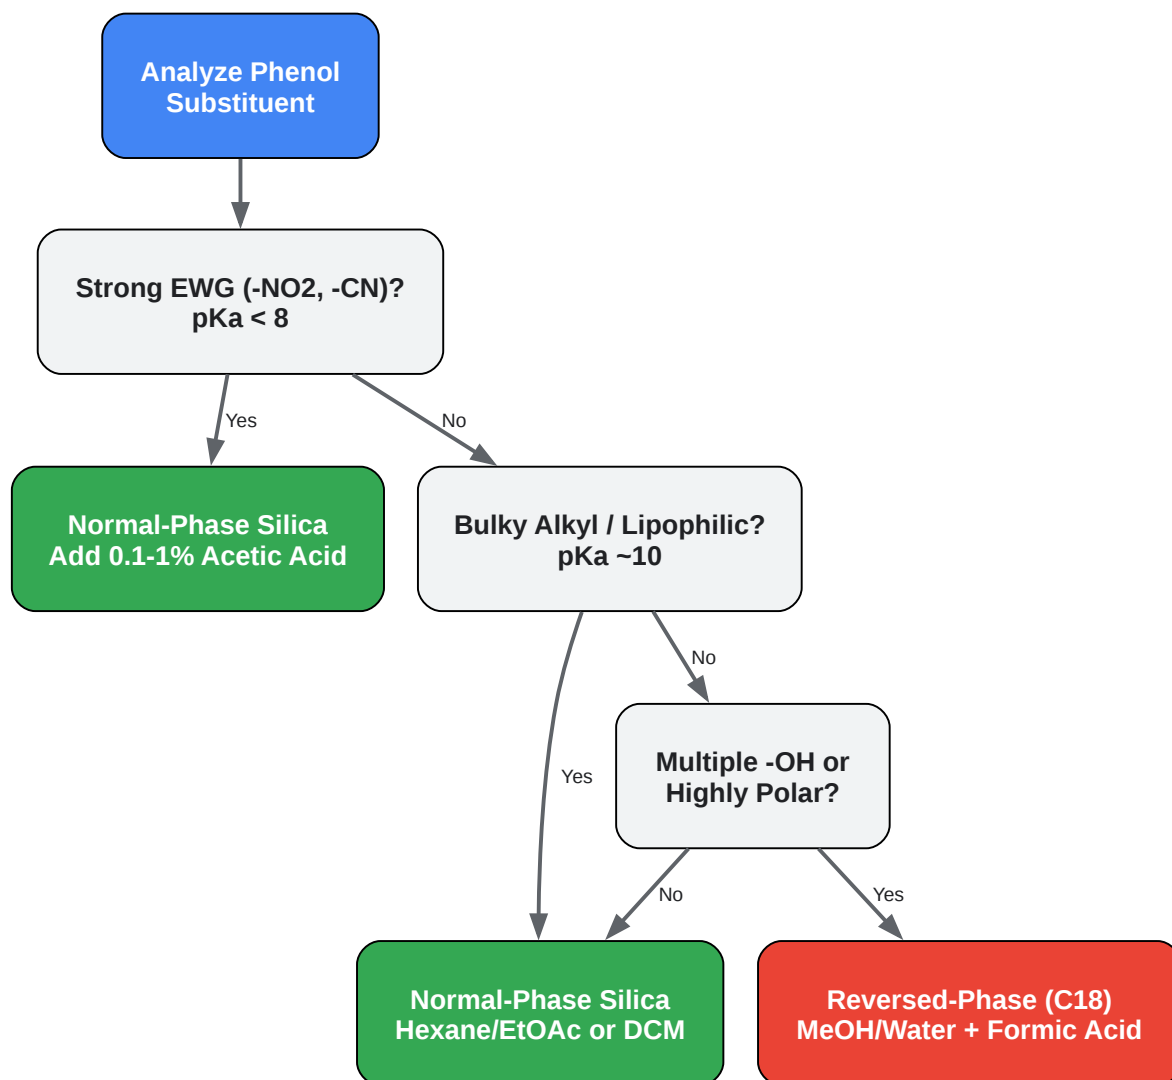 Analyze Phenol
Substituent
Strong EWG (-NO2, -CN)?
pKa < 8
Yes
No
Normal-Phase Silica
Add 0.1-1% Acetic Acid
Bulky Alkyl / Lipophilic?
pKa ~10
No
Multiple -OH or
Highly Polar?
Yes
No
Yes
Normal-Phase Silica
Hexane/EtOAc or DCM
Reversed-Phase (C18)
MeOH/Water + Formic Acid